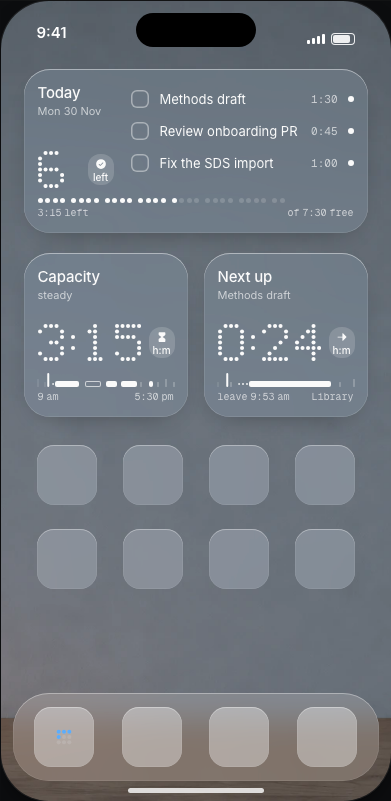 9:41
Today
Mon 30 Nov
Methods draft 1:30
Review onboarding PR 0:45
Fix the SDS import 1:00
6 left
3:15 left of 7:30 free
Capacity
steady
3:15 h:m
9 am 5:30 pm
Next up
Methods draft
0:24 h:m
leave 9:53 am Library